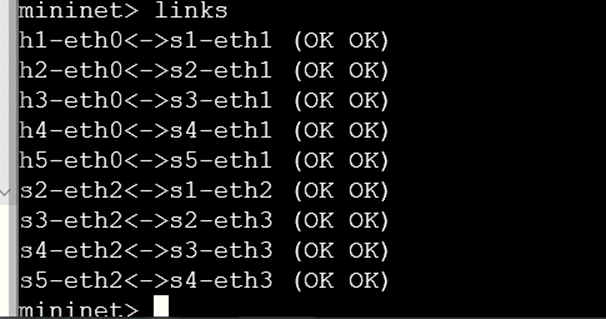 mininet> links
h1-eth0<->s1-eth1 (OK OK)
h2-eth0<->s2-eth1 (OK OK)
h3-eth0<->s3-eth1 (OK OK)
h4-eth0<->s4-eth1 (OK OK)
h5-eth0<->s5-eth1 (OK OK)
s2-eth2<->s1-eth2 (OK OK)
s3-eth2<->s2-eth3 (OK OK)
s4-eth2<->s3-eth3 (OK OK)
s5-eth2<->s4-eth3 (OK OK)
mininet>